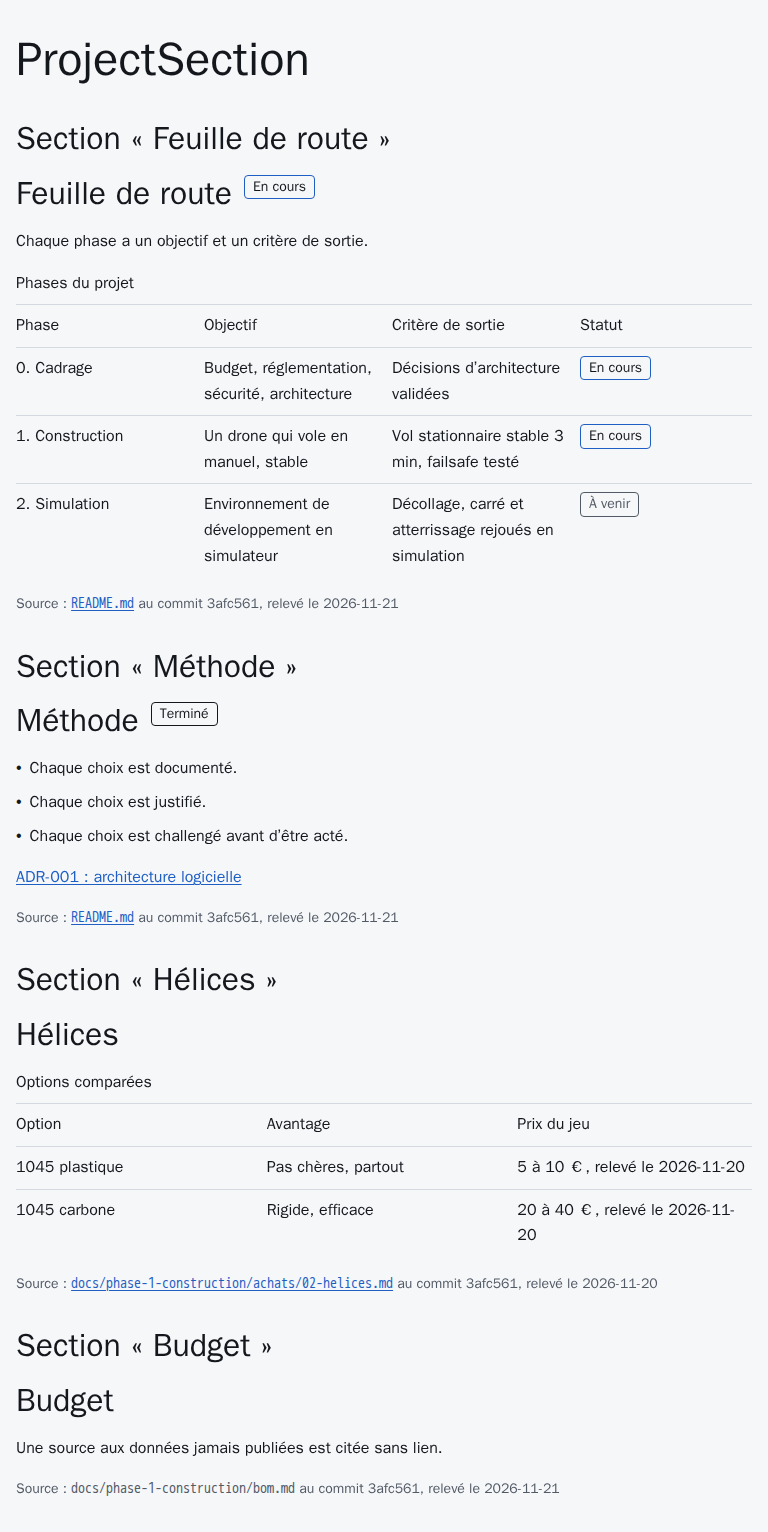 ProjectSection
Section « Feuille de route »
Feuille de route En cours
Chaque phase a un objectif et un critère de sortie.
Phases du projet
Phase Objectif Critère de sortie Statut
0. Cadrage Budget, réglementation, Décisions d'architecture En cours
sécurité, architecture validées
1. Construction Un drone qui vole en Vol stationnaire stable 3 En cours
manuel, stable min, failsafe testé
2. Simulation Environnement de Décollage, carré et À venir
développement en atterrissage rejoués en
simulateur simulation
Source : README.md au commit 3afc561, relevé le 2026-11-21
Section « Méthode »
Méthode Terminé
• Chaque choix est documenté.
• Chaque choix est justifié.
• Chaque choix est challengé avant d'être acté.
ADR-001 : architecture logicielle
Source : README.md au commit 3afc561, relevé le 2026-11-21
Section « Hélices »
Hélices
Options comparées
Option Avantage Prix du jeu
1045 plastique Pas chères, partout 5 à 10 € , relevé le 2026-11-20
1045 carbone Rigide, efficace 20 à 40 € , relevé le 2026-11-
20
Source : docs/phase-1-construction/achats/02-helices.md au commit 3afc561, relevé le 2026-11-20
Section « Budget »
Budget
Une source aux données jamais publiées est citée sans lien.
Source : docs/phase-1-construction/bom.md au commit 3afc561, relevé le 2026-11-21